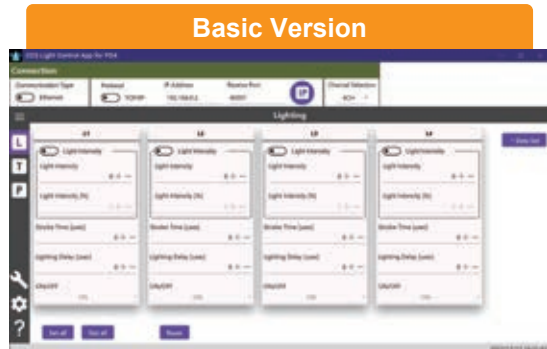 Basic Version
CCS Light Control App for PD4
Connection
Communication Type
Protocol
IP Address
Receive Port
Channel Selection
Ethernet
TCP/IP
192.168.0.2
40001
IP
4CH
Lighting
L
T
P
L1
L2
L3
L4
Light Intensity
Light Intensity
Light Intensity
Light Intensity
Light Intensity
Light Intensity
Light Intensity
Light Intensity
Light Intensity (%)
Light Intensity (%)
Light Intensity (%)
Light Intensity (%)
Strobe Time (usec)
Strobe Time (usec)
Strobe Time (usec)
Strobe Time (usec)
Lighting Delay (usec)
Lighting Delay (usec)
Lighting Delay (usec)
Lighting Delay (usec)
ON/OFF
ON/OFF
ON/OFF
ON/OFF
Set all
Get all
Reset
?